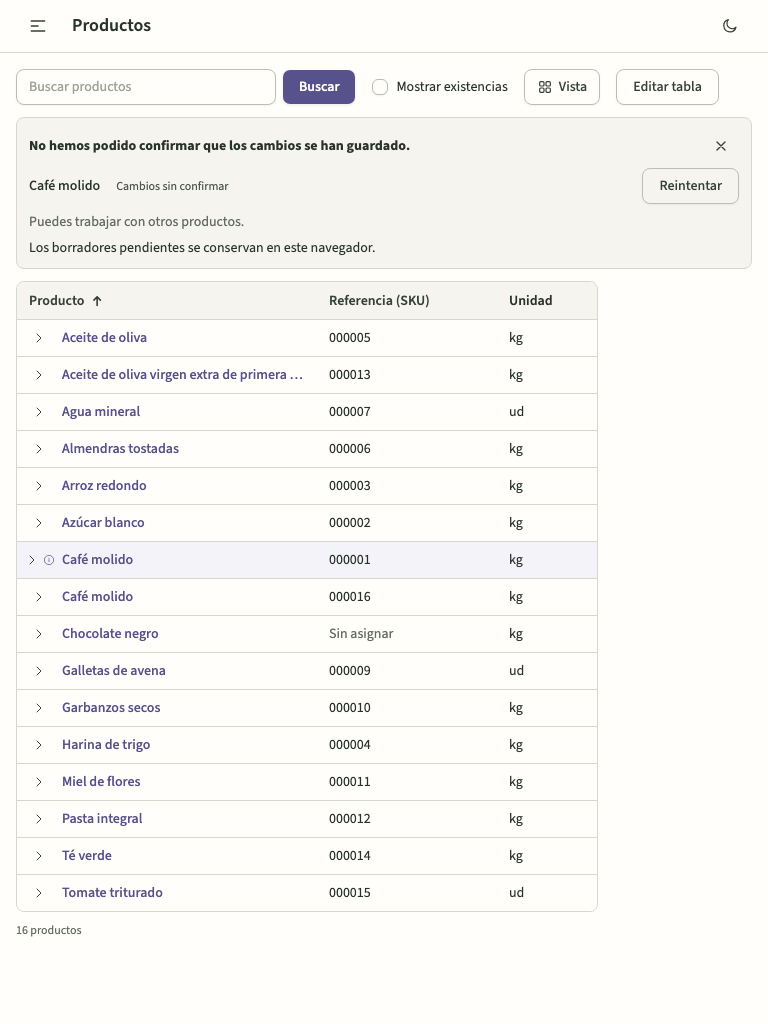 Productos
Buscar productos
Buscar
Mostrar existencias
Vista
Editar tabla
No hemos podido confirmar que los cambios se han guardado.
Café molido Cambios sin confirmar
Reintentar
Puedes trabajar con otros productos.
Los borradores pendientes se conservan en este navegador.
Producto ↑ Referencia (SKU) Unidad
Aceite de oliva 000005 kg
Aceite de oliva virgen extra de primera … 000013 kg
Agua mineral 000007 ud
Almendras tostadas 000006 kg
Arroz redondo 000003 kg
Azúcar blanco 000002 kg
Café molido 000001 kg
Café molido 000016 kg
Chocolate negro Sin asignar kg
Galletas de avena 000009 ud
Garbanzos secos 000010 kg
Harina de trigo 000004 kg
Miel de flores 000011 kg
Pasta integral 000012 kg
Té verde 000014 kg
Tomate triturado 000015 ud
16 productos